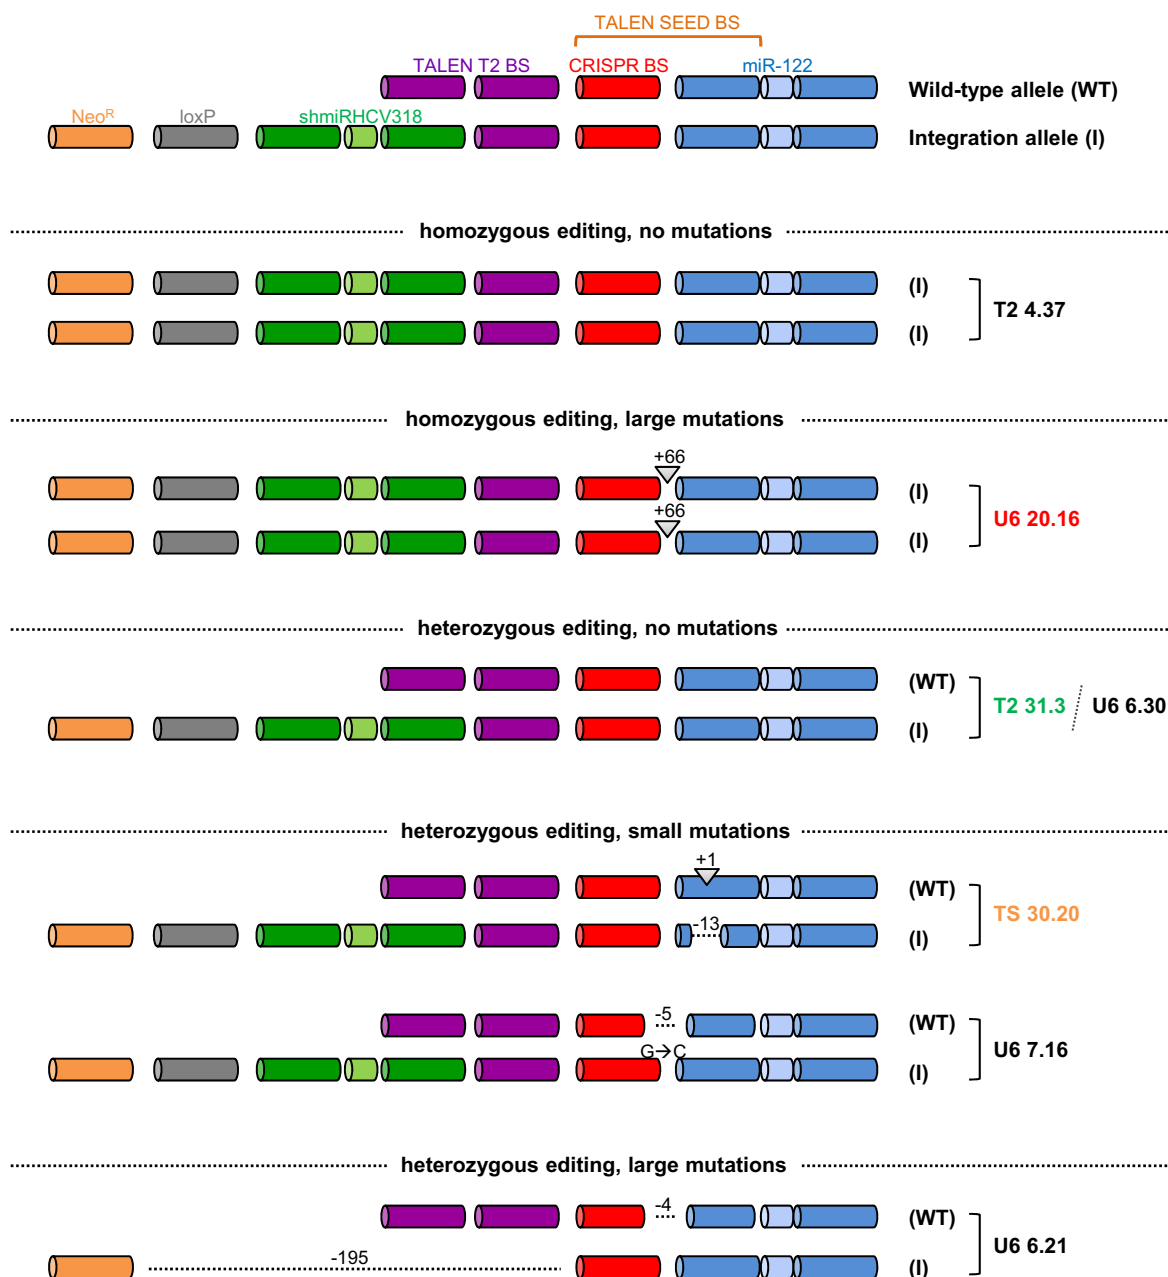 TALEN SEED BS
TALEN T2 BS CRISPR BS miR-122
Wild-type allele (WT)
Neoᴿ loxP shmiRHCV318
Integration allele (I)
homozygous editing, no mutations
(I)
T2 4.37
(I)
homozygous editing, large mutations
+66
(I)
U6 20.16
+66
(I)
heterozygous editing, no mutations
(WT)
T2 31.3 / U6 6.30
(I)
heterozygous editing, small mutations
+1
(WT)
TS 30.20
-13
(I)
-5
(WT)
U6 7.16
G→C
(I)
heterozygous editing, large mutations
-4
(WT)
U6 6.21
-195
(I)